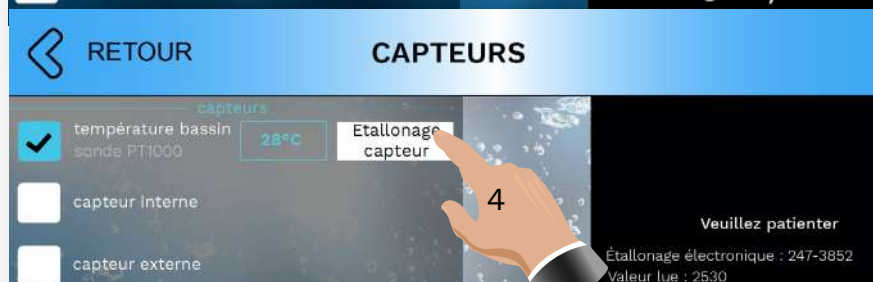 RETOUR
CAPTEURS
capteurs
température bassin
sonde PT1000
28°C
Etallonage
capteur
capteur interne
capteur externe
4
Veuillez patienter
Étallonage électronique : 247-3852
Valeur lue : 2530